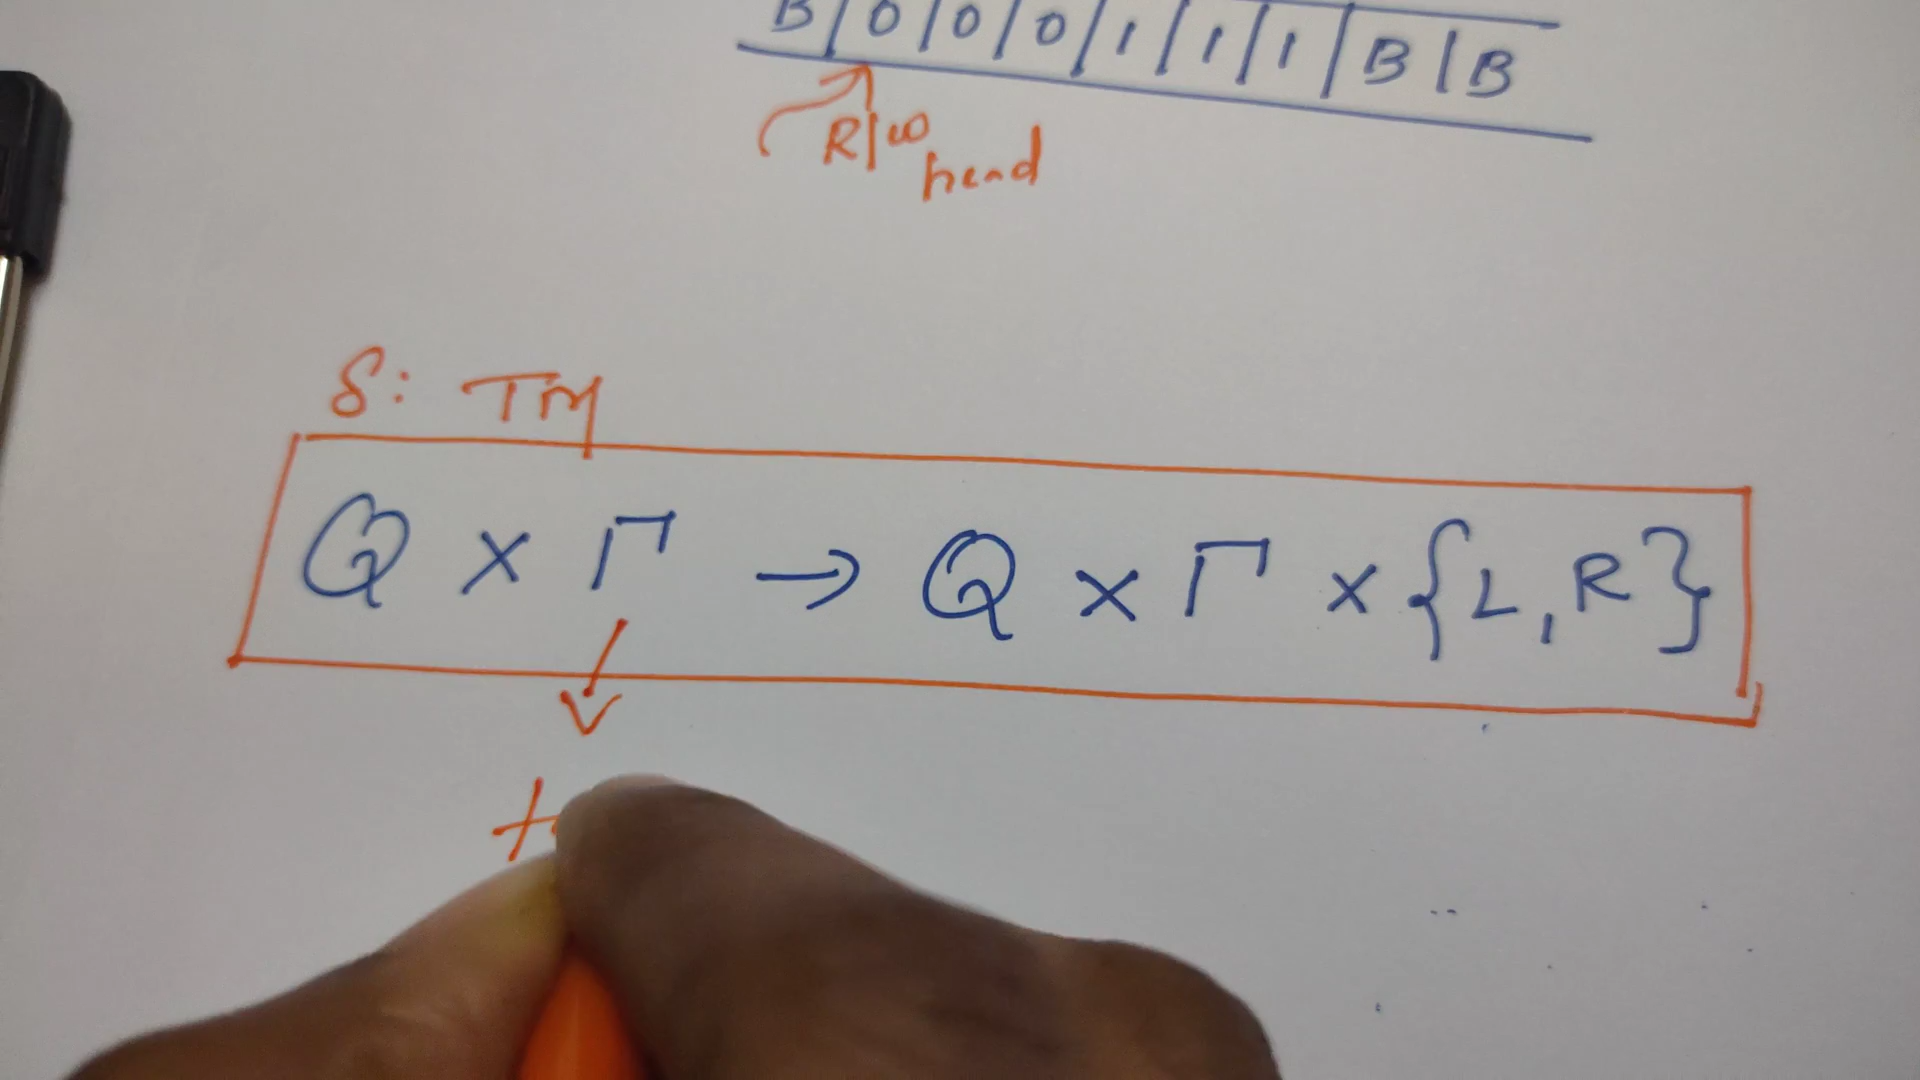 B | 0 | 0 | 0 | 1 | 1 | 1 | B | B
R/W
head
δ: TM
Q × Γ → Q × Γ × {L, R}
t